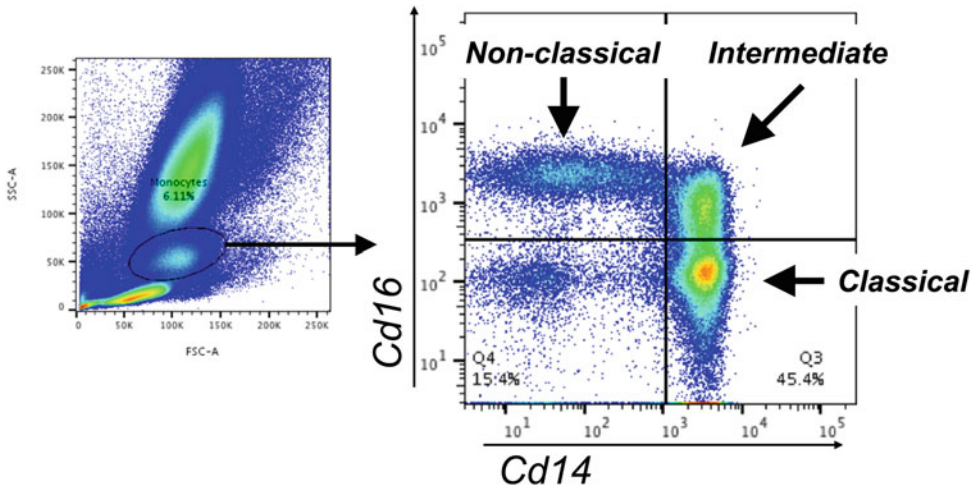 250K
200K
150K
100K
50K
0
SSC-A
Monocytes
6.11%
0
50K
100K
150K
200K
250K
FSC-A
Non-classical
Intermediate
Classical
10^5
10^4
10^3
10^2
10^1
Cd16
Q4
15.4%
Q3
45.4%
10^1
10^2
10^3
10^4
10^5
Cd14